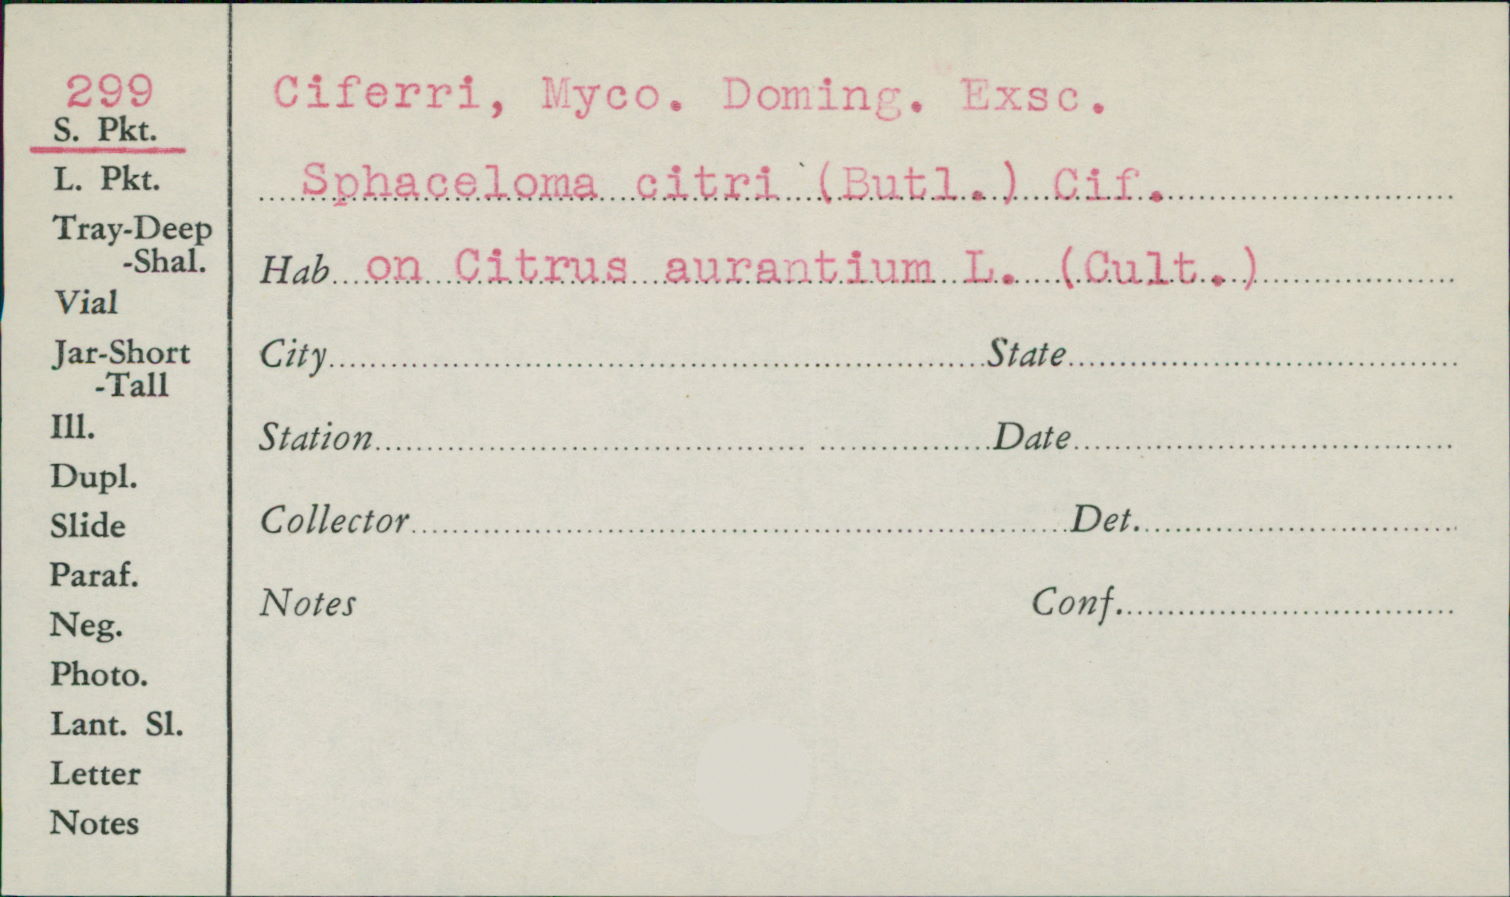 299
S. Pkt.
L. Pkt.
Tray-Deep
-Shal.
Vial
Jar-Short
-Tall
Ill.
Dupl.
Slide
Paraf.
Neg.
Photo.
Lant. Sl.
Letter
Notes
Ciferri, Myco. Doming. Exsc.
Sphaceloma citri (Butl.) Cif.
Hab. on Citrus aurantium L. (Cult.)
City State
Station Date
Collector Det.
Notes Conf.